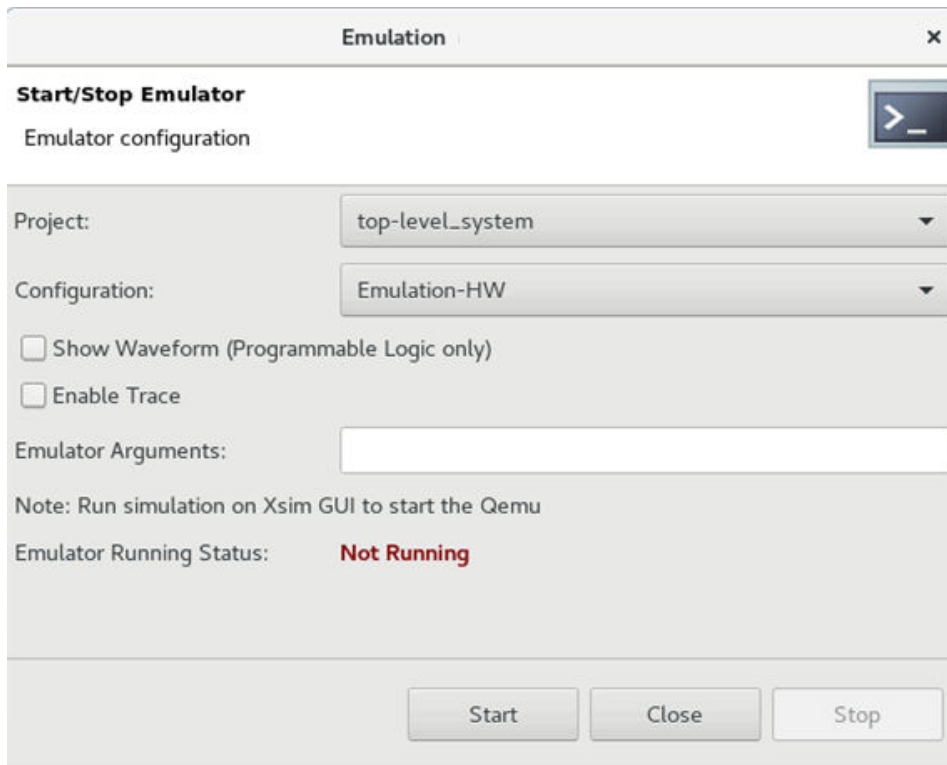 Emulation
Start/Stop Emulator
Emulator configuration
>_
Project: top-level_system
Configuration: Emulation-HW
Show Waveform (Programmable Logic only)
Enable Trace
Emulator Arguments:
Note: Run simulation on Xsim GUI to start the Qemu
Emulator Running Status: Not Running
Start Close Stop